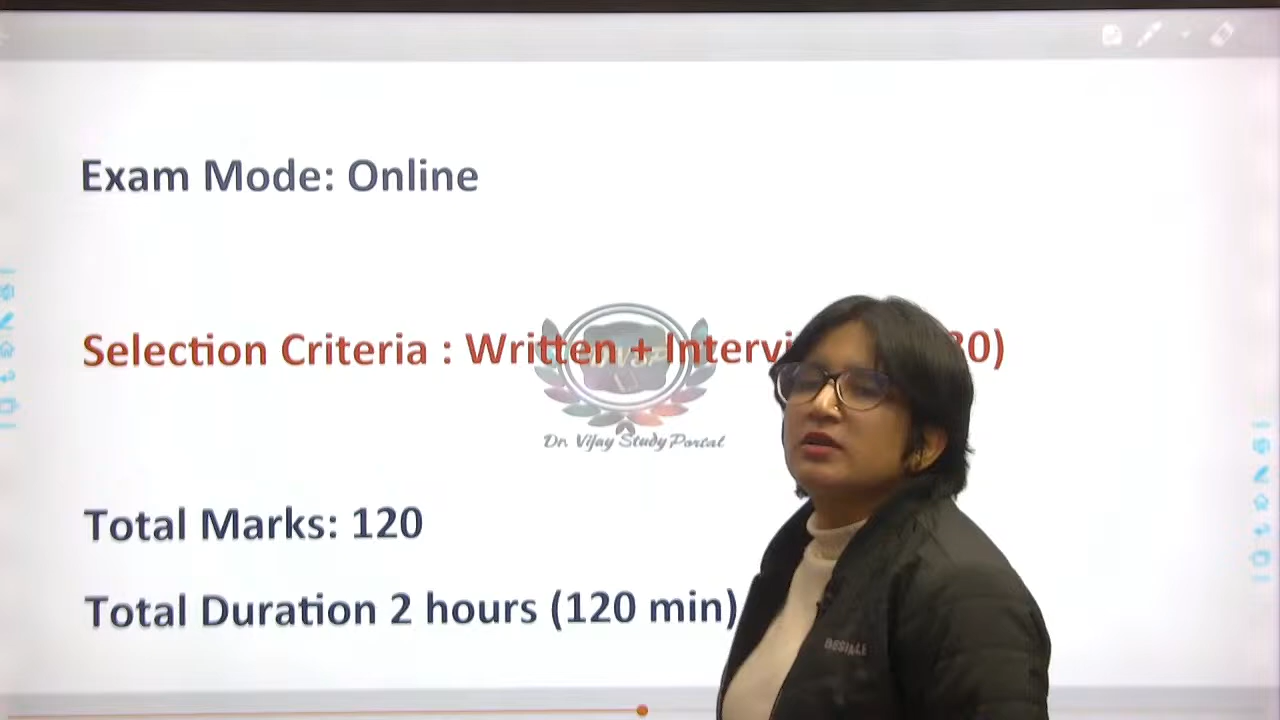 Exam Mode: Online
Selection Criteria : Written + Intervi 30)
Dr. Vijay Study Portal
Total Marks: 120
Total Duration 2 hours (120 min)